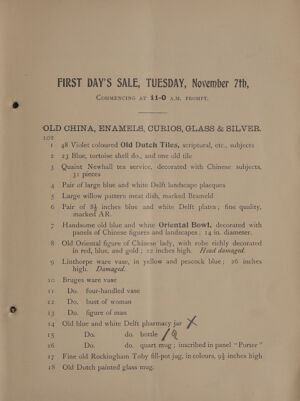 FIRST DAY'S SALE, TUESDAY, November 7th,
COMMENCING AT 11-0 A.M. PROMPT.
OLD CHINA, ENAMELS, CURIOS, GLASS & SILVER.
102
1 48 Violet coloured Old Dutch Tiles, scriptural, etc., subjects
2 23 Blue, tortoise shell do., and one old tile
3 Quaint Newhall tea service, decorated with Chinese subjects,
31 pieces
4 Pair of large blue and white Delft landscape placques
5 Large willow pattern meat dish, marked Brameld
6 Pair of 8½ inches blue and white Delft plates; fine quality,
marked AR.
7 Handsome old blue and white Oriental Bowl, decorated with
panels of Chinese figures and landscapes; 14 in. diameter.
8 Old Oriental figure of Chinese lady, with robe richly decorated
in red, blue, and gold; 12 inches high. Head damaged.
9 Linthorpe ware vase, in yellow and peacock blue; 26 inches
high. Damaged.
10 Bruges ware vase
11 Do. four-handled vase
12 Do. bust of woman
13 Do. figure of man
14 Old blue and white Delft pharmacy jar X
15 Do. do. bottle
16 Do. do. quart mug; inscribed in panel "Porter"
17 Fine old Rockingham Toby fill-pot jug, in colours, 9½ inches high
18 Old Dutch painted glass mug.